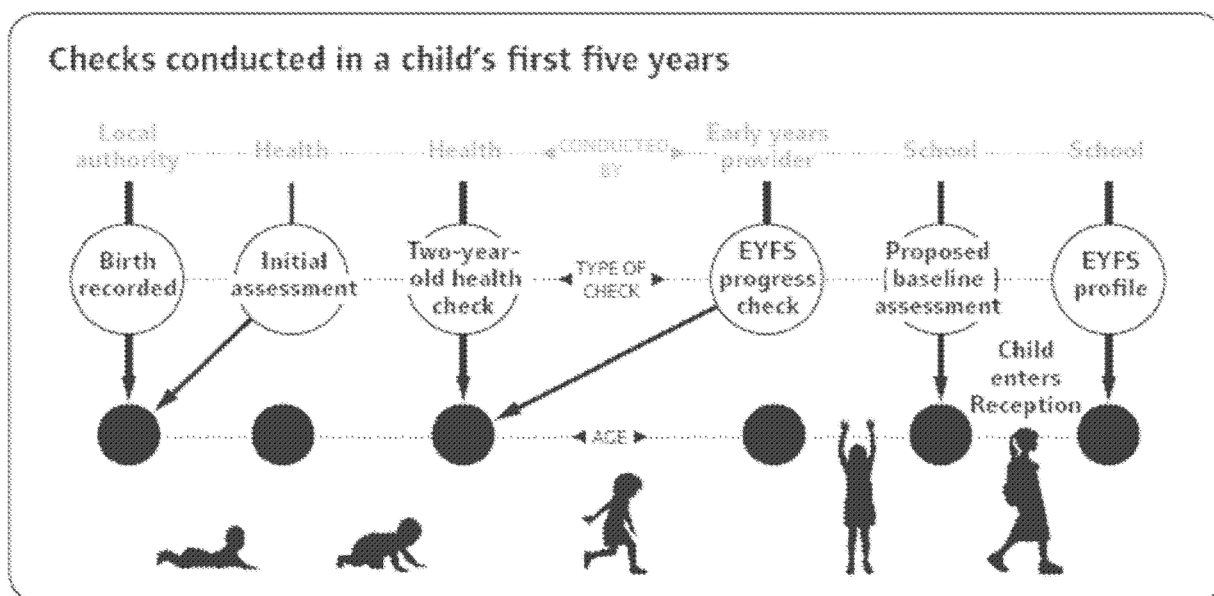 Checks conducted in a child's first five years
Local
authority
Health
Health
CONDUCTED
BY
Early years
provider
School
School
Birth
recorded
Initial
assessment
Two-year-
old health
check
TYPE OF
CHECK
EYFS
progress
check
Proposed
[baseline]
assessment
EYFS
profile
Child
enters
Reception
AGE